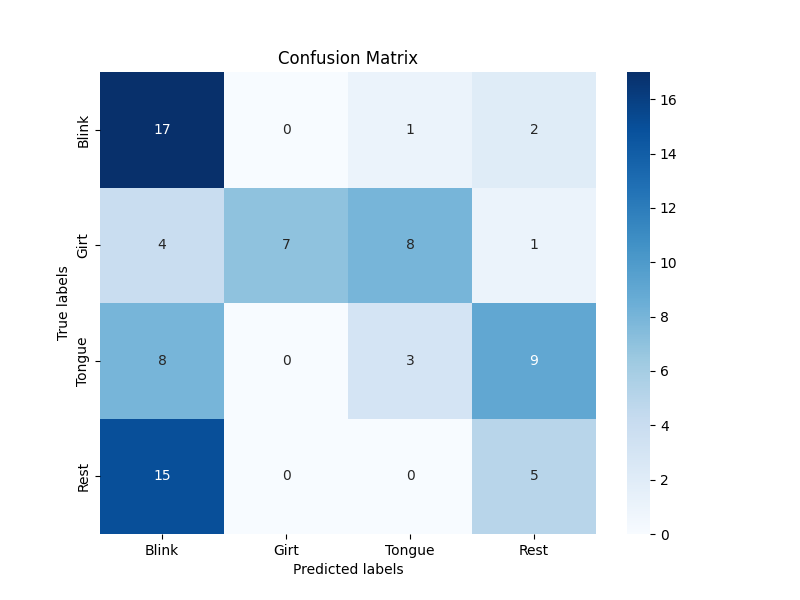 Confusion Matrix
True labels
Blink
17 0 1 2
Girt
4 7 8 1
Tongue
8 0 3 9
Rest
15 0 0 5
Blink Girt Tongue Rest
Predicted labels
16
14
12
10
8
6
4
2
0